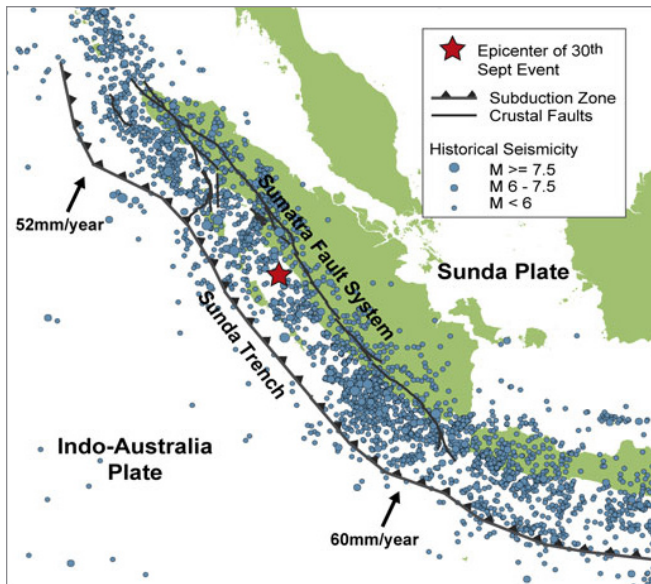 Epicenter of 30th
Sept Event
Subduction Zone
Crustal Faults
Historical Seismicity
M >= 7.5
M 6 - 7.5
M < 6
52mm/year
Sumatra Fault System
Sunda Plate
Sunda Trench
Indo-Australia
Plate
60mm/year